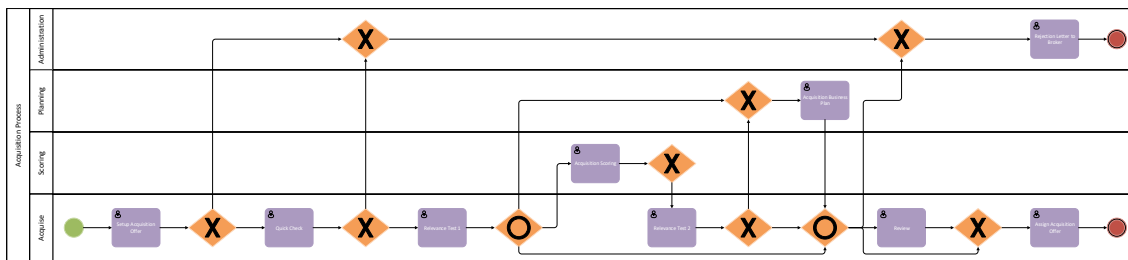 Acquisition Process
Administration
Rejection Letter to
Broker
Planning
Acquisition Business
Plan
Scoring
Acquisition Scoring
Acquise
Setup Acquisition
Offer
Quick Check
Relevance Test 1
Relevance Test 2
Review
Assign Acquisition
Offer